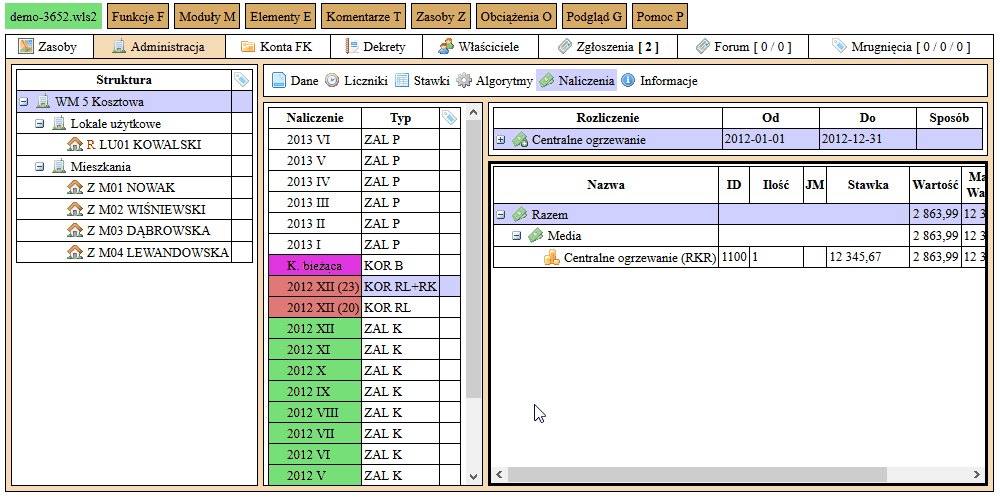 demo-3652.wls2 Funkcje F Moduły M Elementy E Komentarze T Zasoby Z Obciążenia O Podgląd G Pomoc P
Zasoby Administracja Konta FK Dekrety Właściciele Zgłoszenia [ 2 ] Forum [ 0 / 0 ] Mrugnięcia [ 0 / 0 / 0 ]
Struktura
WM 5 Kosztowa
Lokale użytkowe
R LU01 KOWALSKI
Mieszkania
Z M01 NOWAK
Z M02 WIŚNIEWSKI
Z M03 DĄBROWSKA
Z M04 LEWANDOWSKA
Dane Liczniki Stawki Algorytmy Naliczenia Informacje
Naliczenie Typ
2013 VI ZAL P
2013 V ZAL P
2013 IV ZAL P
2013 III ZAL P
2013 II ZAL P
2013 I ZAL P
K. bieżąca KOR B
2012 XII (23) KOR RL+RK
2012 XII (20) KOR RL
2012 XII ZAL K
2012 XI ZAL K
2012 X ZAL K
2012 IX ZAL K
2012 VIII ZAL K
2012 VII ZAL K
2012 VI ZAL K
2012 V ZAL K
Rozliczenie Od Do Sposób
Centralne ogrzewanie 2012-01-01 2012-12-31
Nazwa ID Ilość JM Stawka Wartość Ma
Wa
Razem 2 863,99 12 3
Media 2 863,99 12 3
Centralne ogrzewanie (RKR) 1100 1 12 345,67 2 863,99 12 3